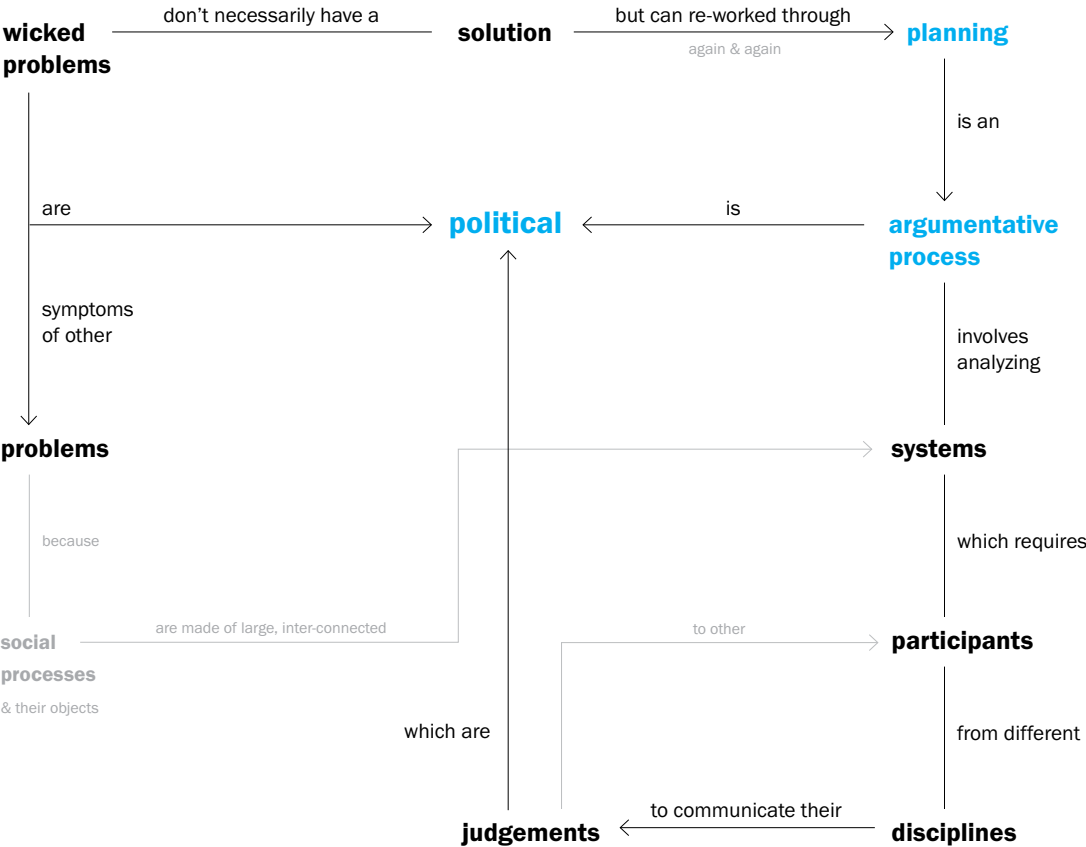 don't necessarily have a
but can re-worked through
wicked
problems
solution
planning
again & again
is an
are
is
political
argumentative
process
symptoms
of other
involves
analyzing
problems
systems
because
which requires
are made of large, inter-connected
to other
social
processes
& their objects
participants
which are
from different
to communicate their
judgements
disciplines